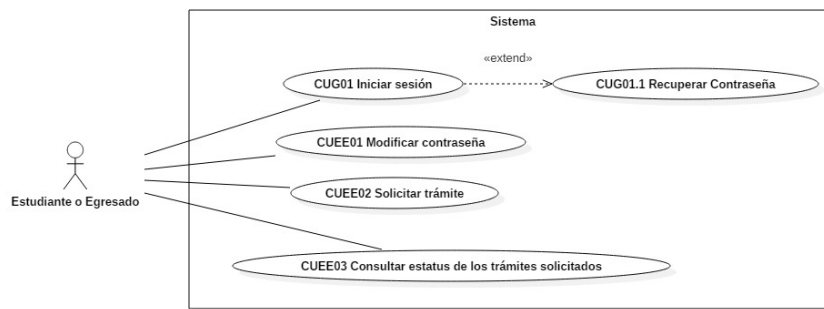 Sistema
«extend»
CUG01 Iniciar sesión
CUG01.1 Recuperar Contraseña
CUEE01 Modificar contraseña
CUEE02 Solicitar trámite
Estudiante o Egresado
CUEE03 Consultar estatus de los trámites solicitados